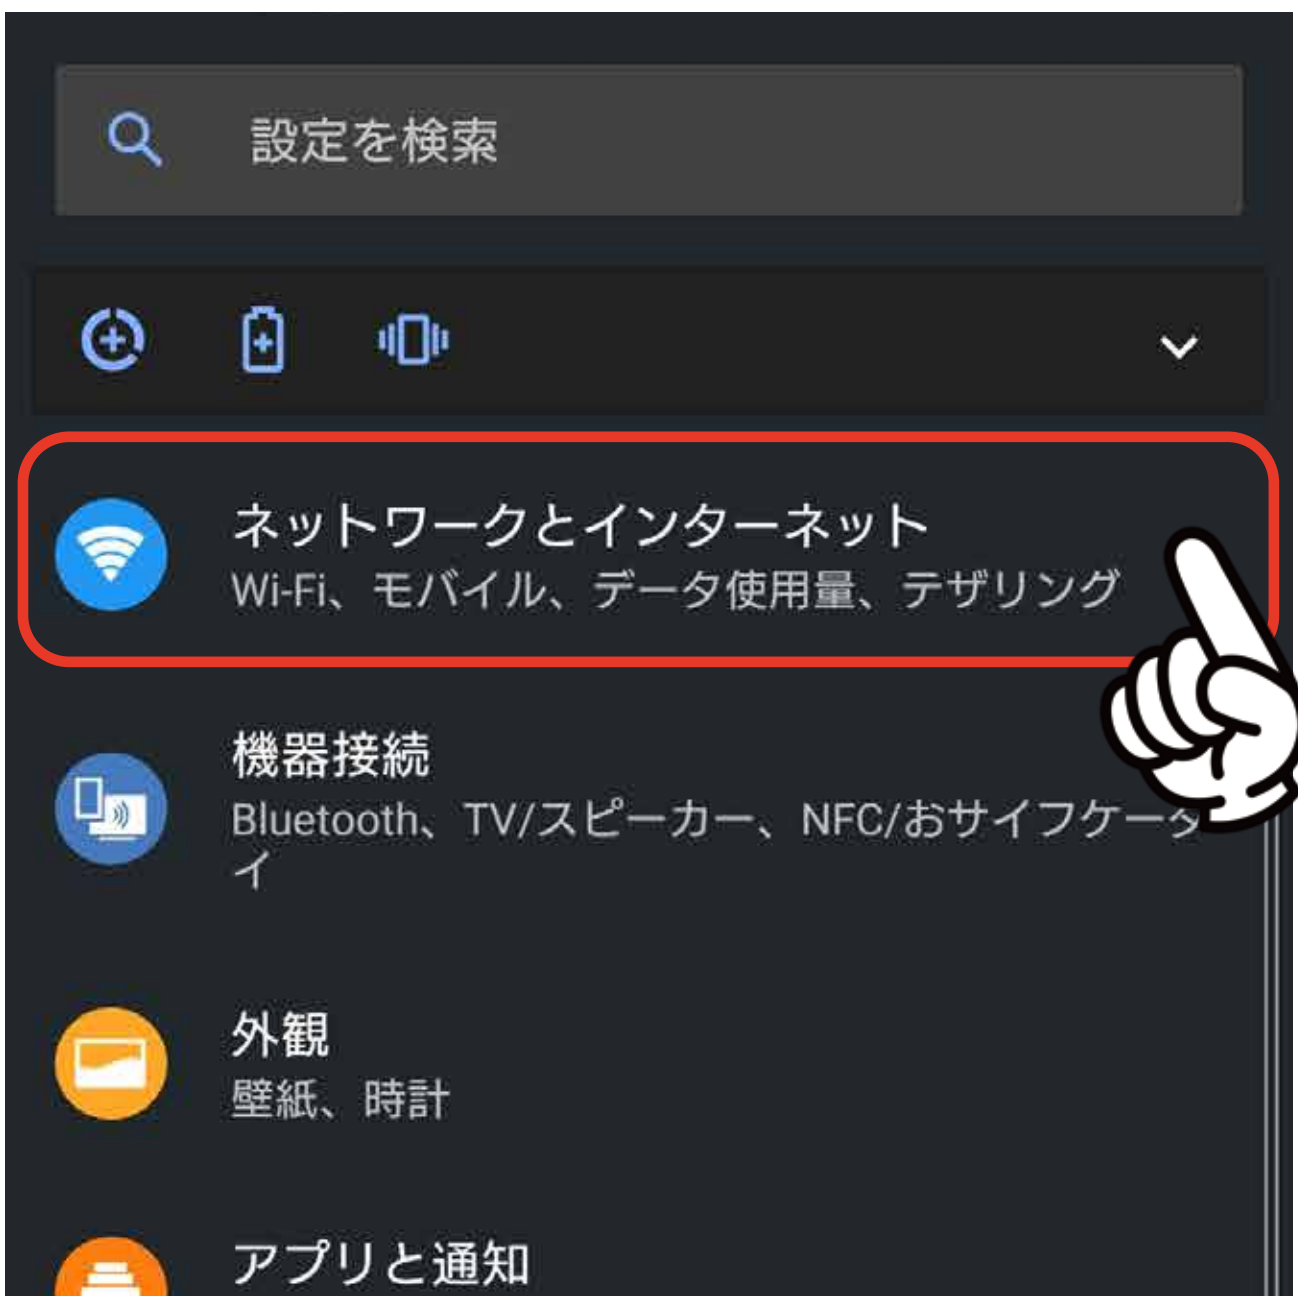 設定を検索
ネットワークとインターネット
Wi-Fi、モバイル、データ使用量、テザリング
機器接続
Bluetooth、TV/スピーカー、NFC/おサイフケータ
イ
外観
壁紙、時計
アプリと通知